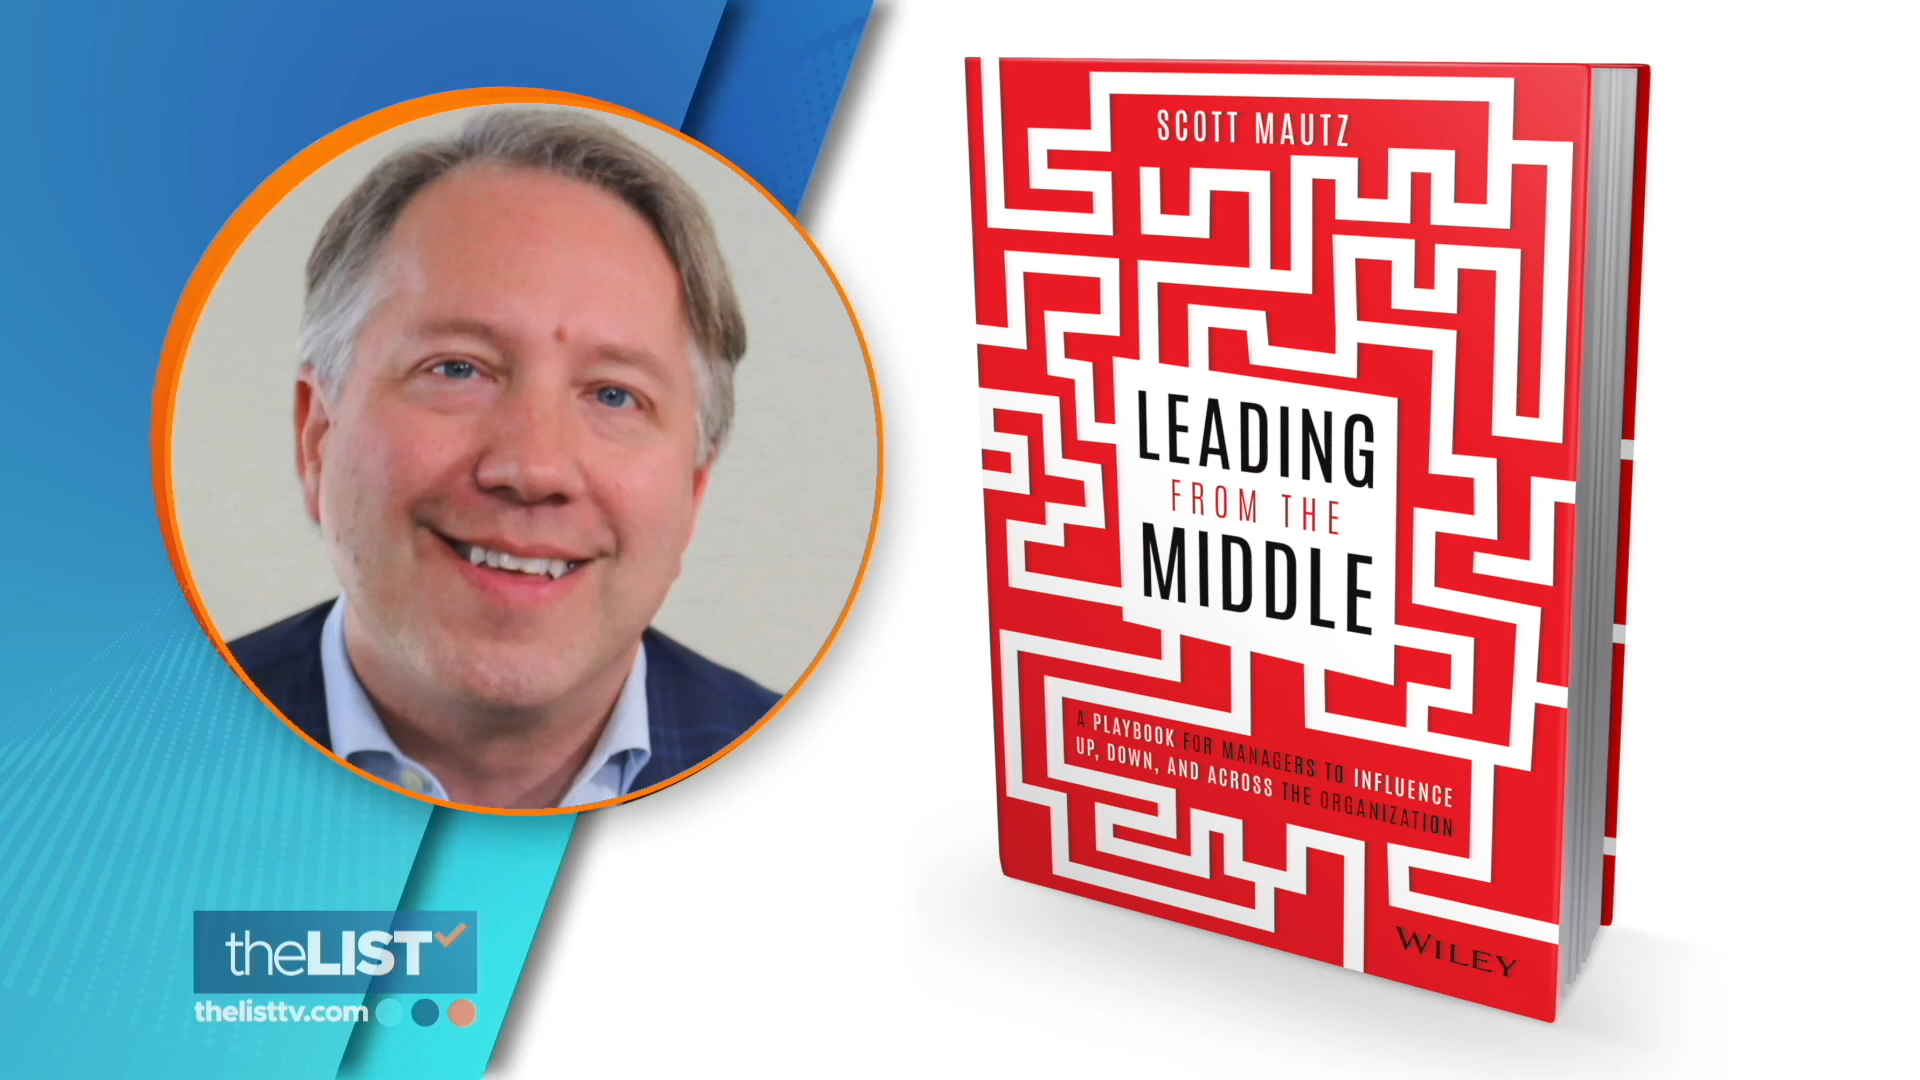 SCOTT MAUTZ
LEADING
FROM THE
MIDDLE
A PLAYBOOK FOR MANAGERS TO INFLUENCE
UP, DOWN, AND ACROSS THE ORGANIZATION
WILEY
theLIST
thelisttv.com